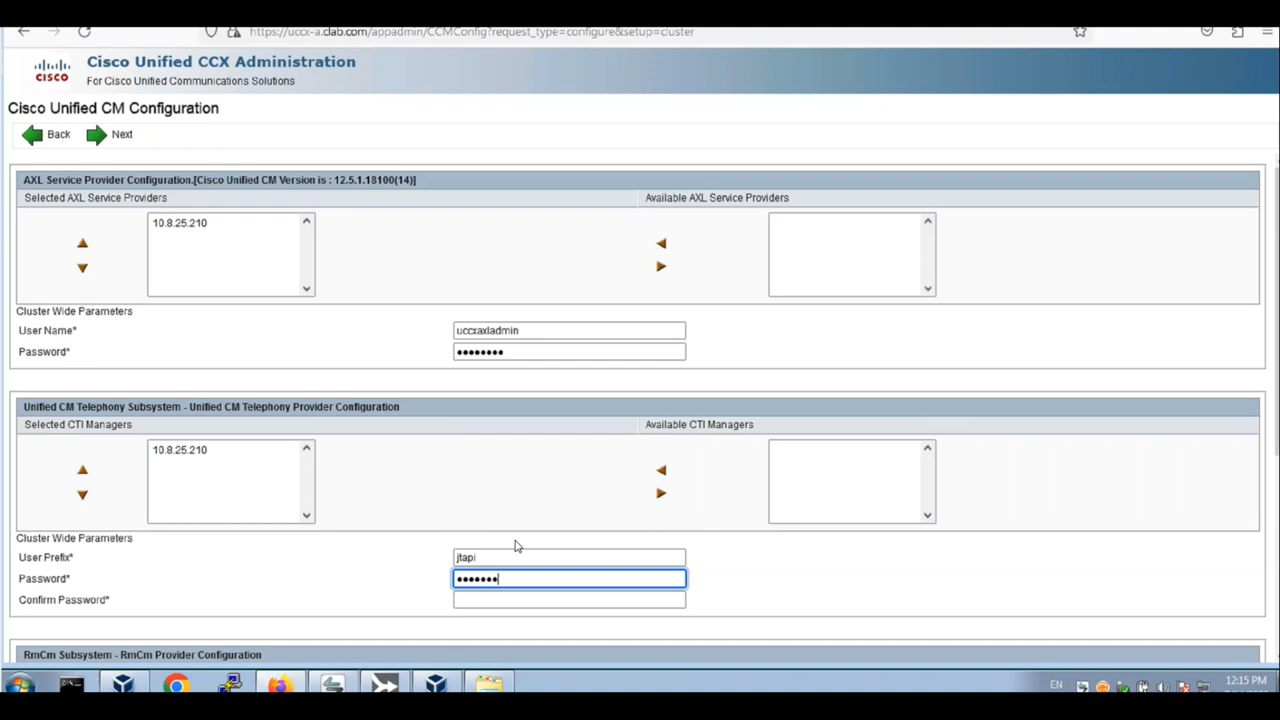 https://uccx-a.clab.com/appadmin/CCMConfig?request_type=configure&setup=cluster
CISCO
Cisco Unified CCX Administration
For Cisco Unified Communications Solutions
Cisco Unified CM Configuration
Back Next
AXL Service Provider Configuration.[Cisco Unified CM Version is : 12.5.1.18100(14)]
Selected AXL Service Providers Available AXL Service Providers
10.8.25.210
Cluster Wide Parameters
User Name* uccxaxladmin
Password* ••••••••
Unified CM Telephony Subsystem - Unified CM Telephony Provider Configuration
Selected CTI Managers Available CTI Managers
10.8.25.210
Cluster Wide Parameters
User Prefix* jtapi
Password* •••••••
Confirm Password*
RmCm Subsystem - RmCm Provider Configuration
EN 12:15 PM